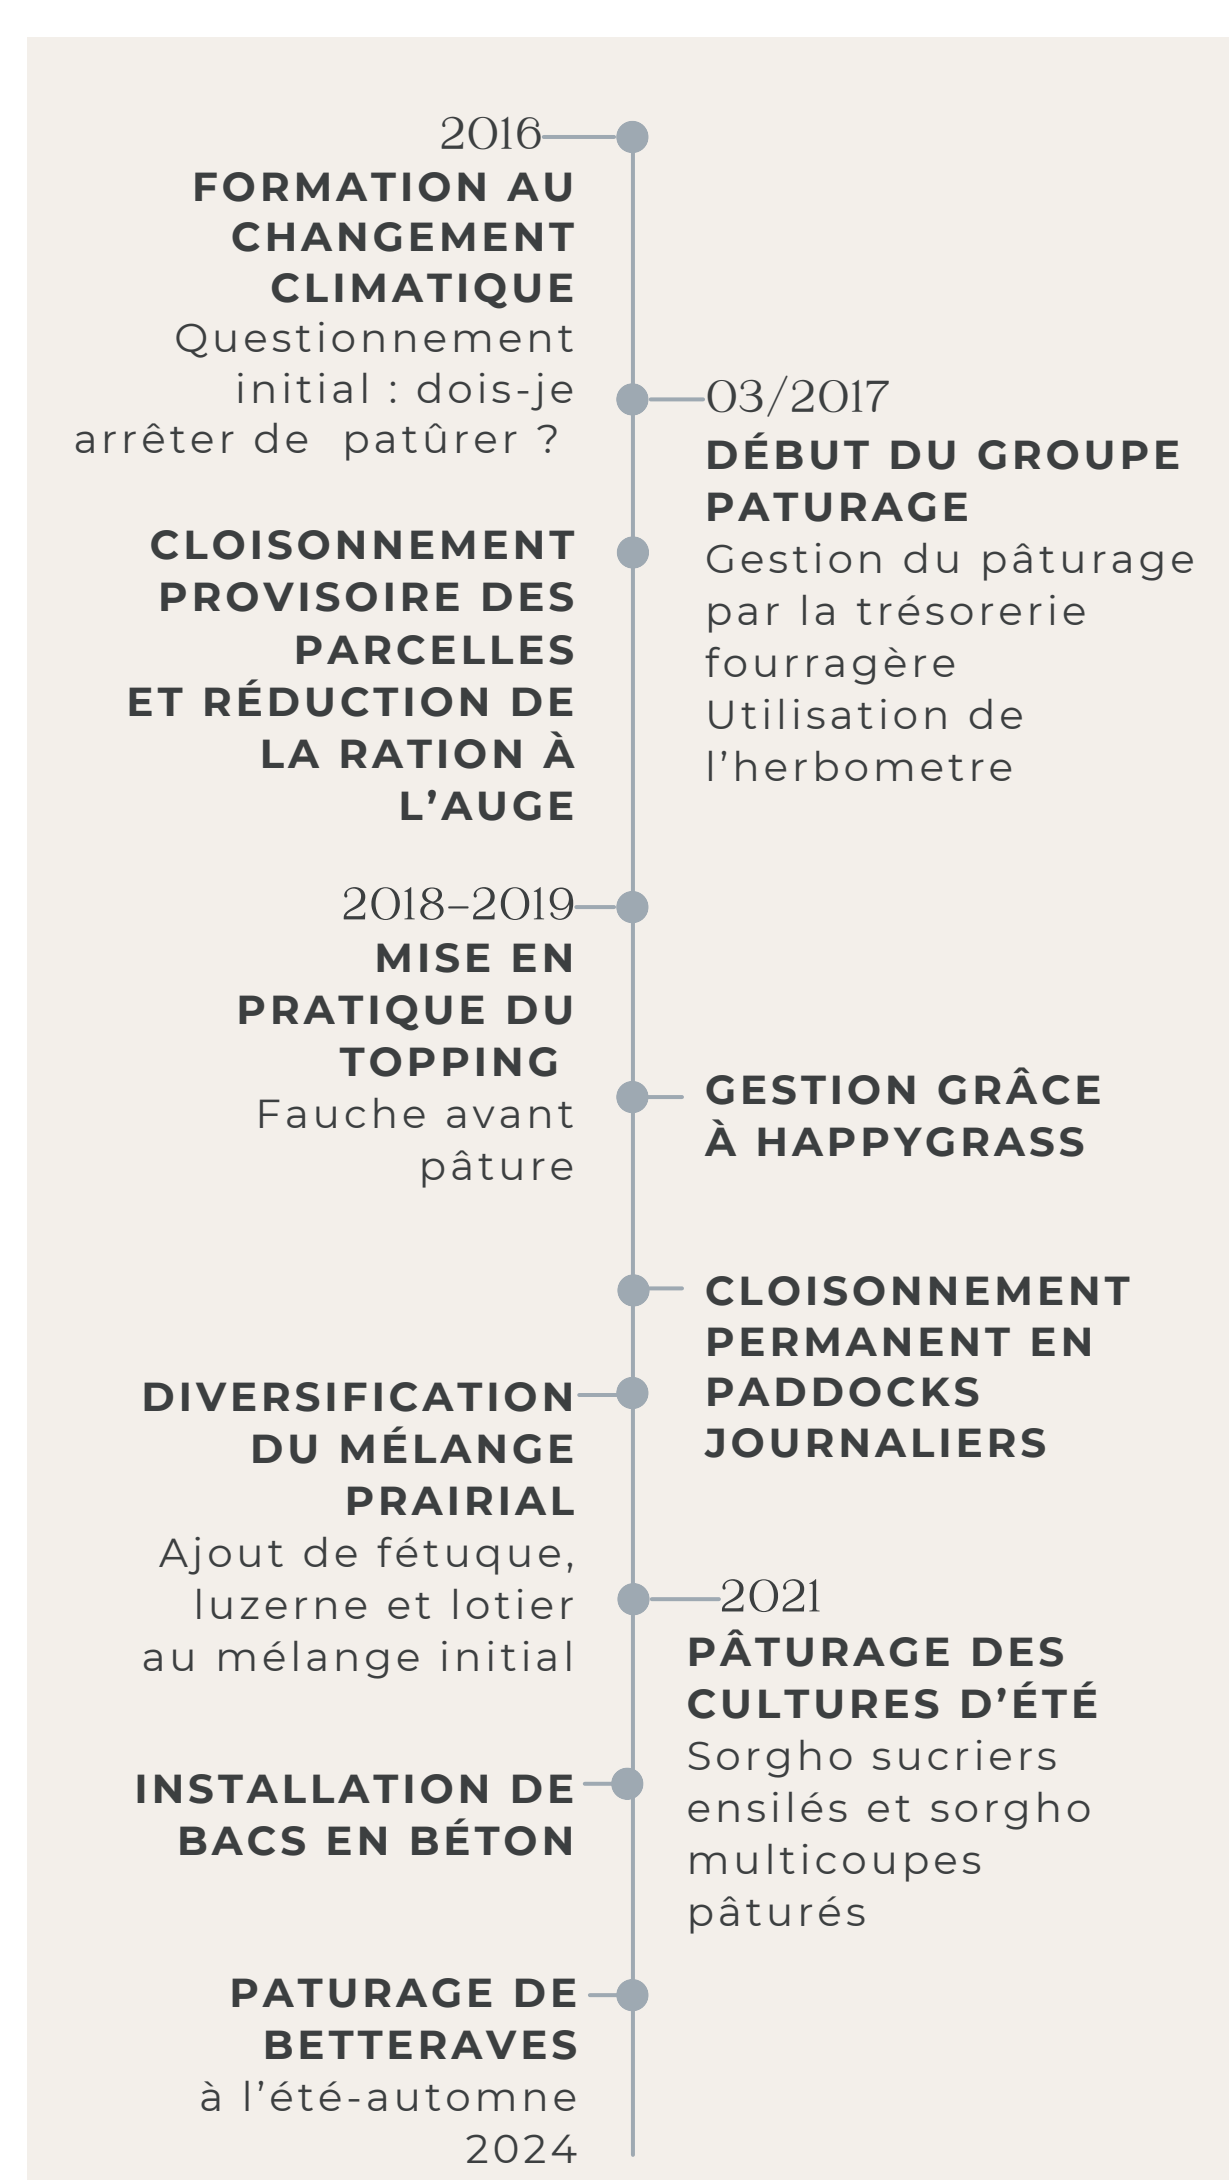 2016
FORMATION AU
CHANGEMENT
CLIMATIQUE
Questionnement
initial : dois-je
arrêter de patûrer ?
03/2017
DÉBUT DU GROUPE
PATURAGE
Gestion du pâturage
par la trésorerie
fourragère
Utilisation de
l’herbometre
CLOISONNEMENT
PROVISOIRE DES
PARCELLES
ET RÉDUCTION DE
LA RATION À
L’AUGE
2018–2019
MISE EN
PRATIQUE DU
TOPPING
Fauche avant
pâture
GESTION GRÂCE
À HAPPYGRASS
CLOISONNEMENT
PERMANENT EN
PADDOCKS
JOURNALIERS
DIVERSIFICATION
DU MÉLANGE
PRAIRIAL
Ajout de fétuque,
luzerne et lotier
au mélange initial
2021
PÂTURAGE DES
CULTURES D’ÉTÉ
Sorgho sucriers
ensilés et sorgho
multicoupes
pâturés
INSTALLATION DE
BACS EN BÉTON
PATURAGE DE
BETTERAVES
à l’été-automne
2024